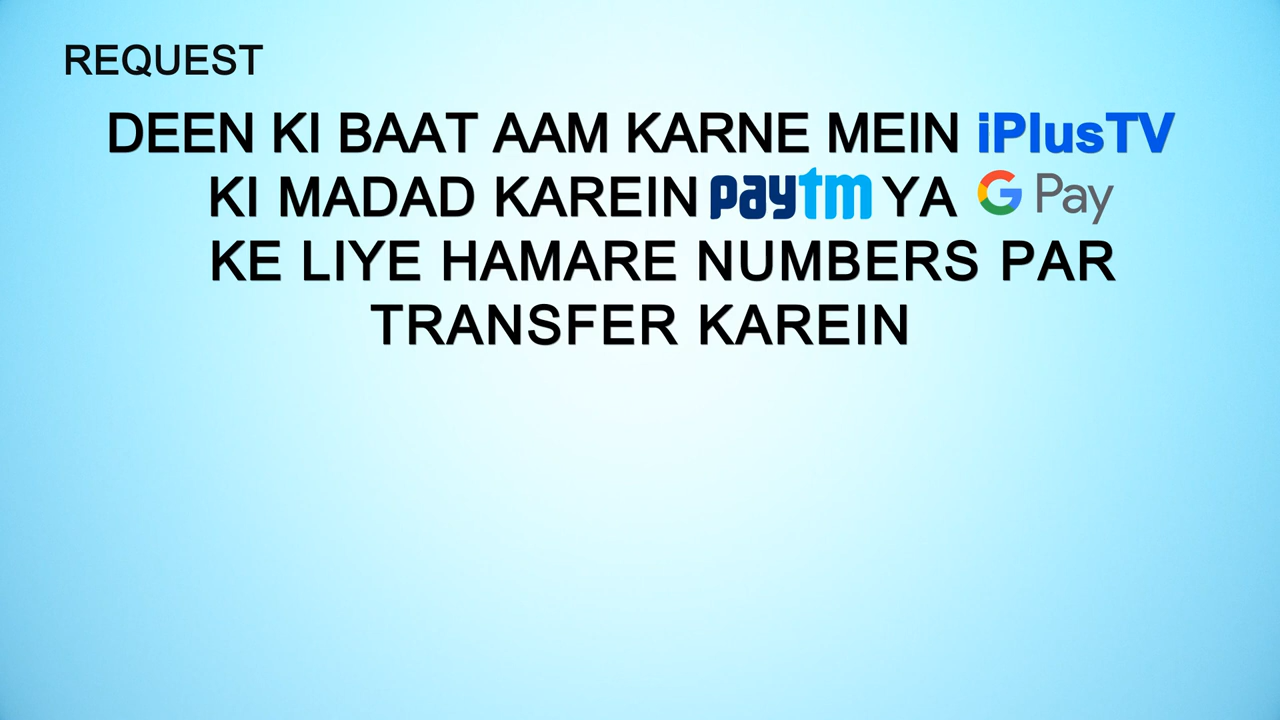 REQUEST
DEEN KI BAAT AAM KARNE MEIN iPlusTV
KI MADAD KAREIN paytm YA G Pay
KE LIYE HAMARE NUMBERS PAR
TRANSFER KAREIN